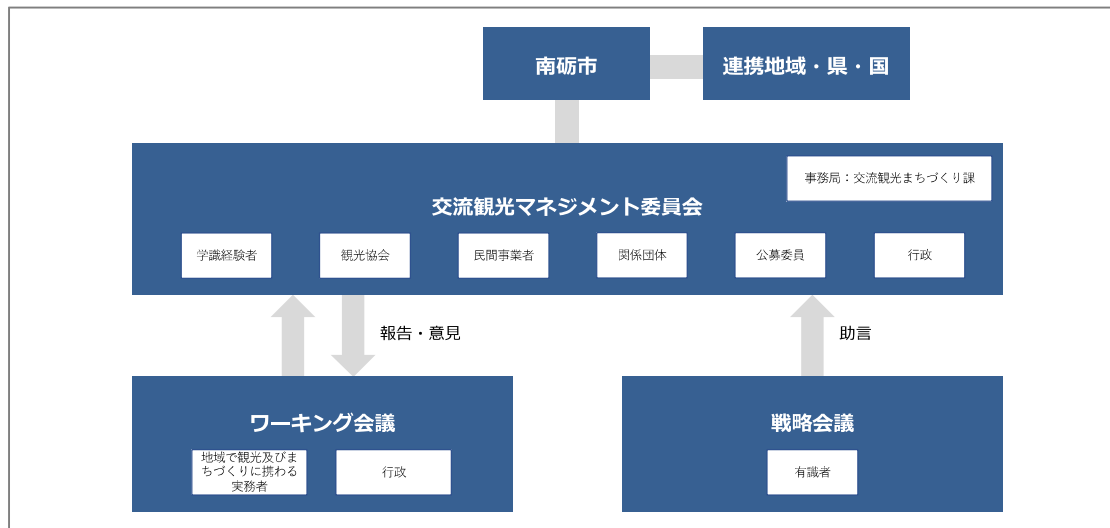 南砺市
連携地域・県・国
事務局：交流観光まちづくり課
交流観光マネジメント委員会
学識経験者
観光協会
民間事業者
関係団体
公募委員
行政
報告・意見
助言
ワーキング会議
地域で観光及びま
ちづくりに携わる
実務者
行政
戦略会議
有識者